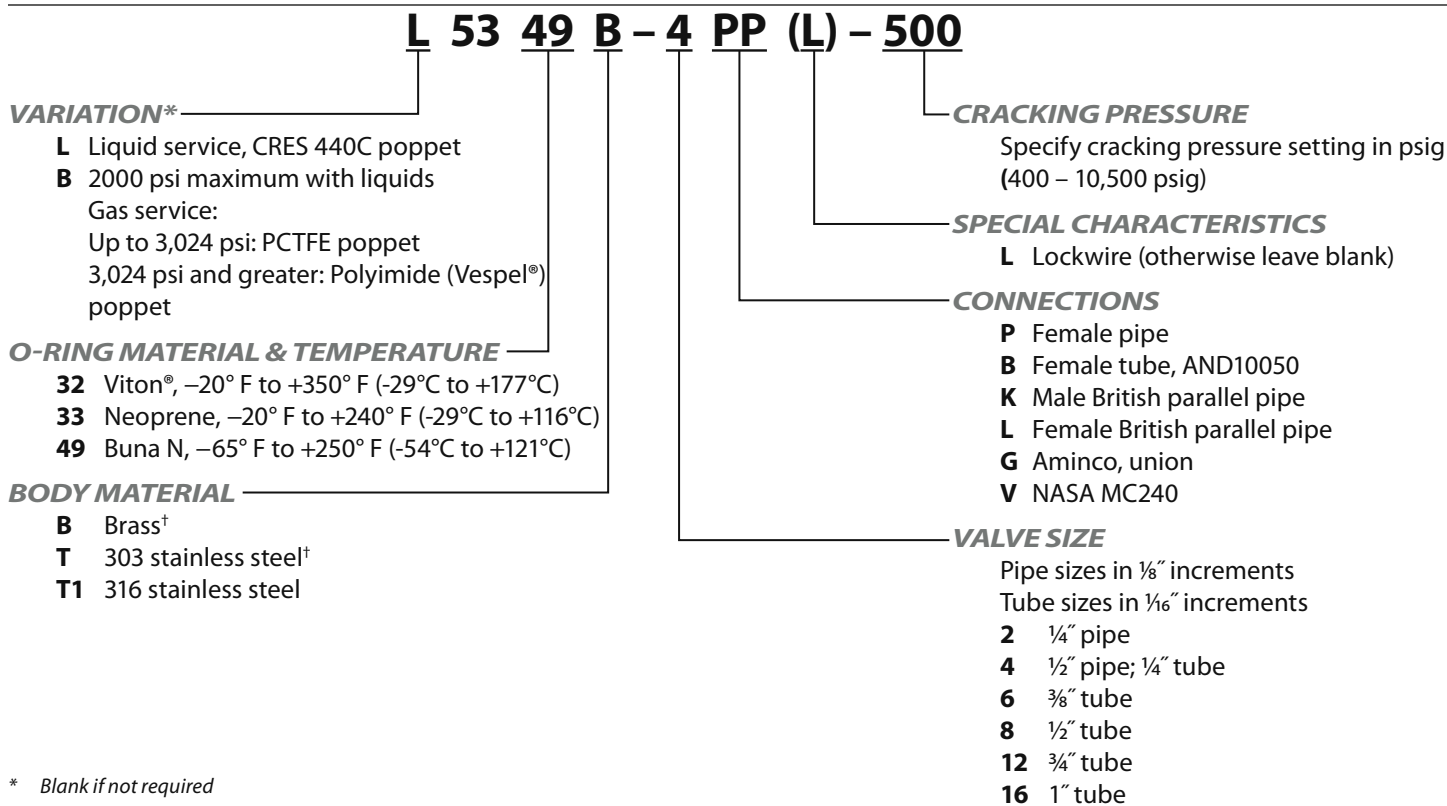 L 53 49 B – 4 PP (L) – 500
VARIATION*
L Liquid service, CRES 440C poppet
B 2000 psi maximum with liquids
Gas service:
Up to 3,024 psi: PCTFE poppet
3,024 psi and greater: Polyimide (Vespel®)
poppet
O-RING MATERIAL & TEMPERATURE
32 Viton®, –20° F to +350° F (-29°C to +177°C)
33 Neoprene, –20° F to +240° F (-29°C to +116°C)
49 Buna N, –65° F to +250° F (-54°C to +121°C)
BODY MATERIAL
B Brass†
T 303 stainless steel†
T1 316 stainless steel
* Blank if not required
CRACKING PRESSURE
Specify cracking pressure setting in psig
(400 – 10,500 psig)
SPECIAL CHARACTERISTICS
L Lockwire (otherwise leave blank)
CONNECTIONS
P Female pipe
B Female tube, AND10050
K Male British parallel pipe
L Female British parallel pipe
G Aminco, union
V NASA MC240
VALVE SIZE
Pipe sizes in ⅛˝ increments
Tube sizes in 1⁄16˝ increments
2 ¼˝ pipe
4 ½˝ pipe; ¼˝ tube
6 ⅜˝ tube
8 ½˝ tube
12 ¾˝ tube
16 1˝ tube